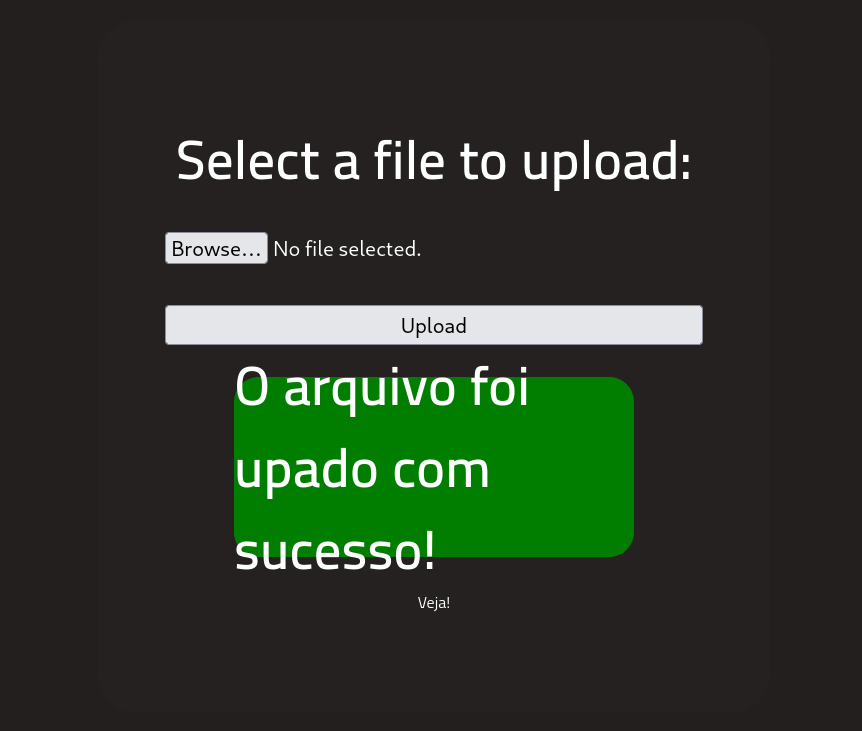 Select a file to upload:
Browse... No file selected.
Upload
O arquivo foi
upado com
sucesso!
Veja!